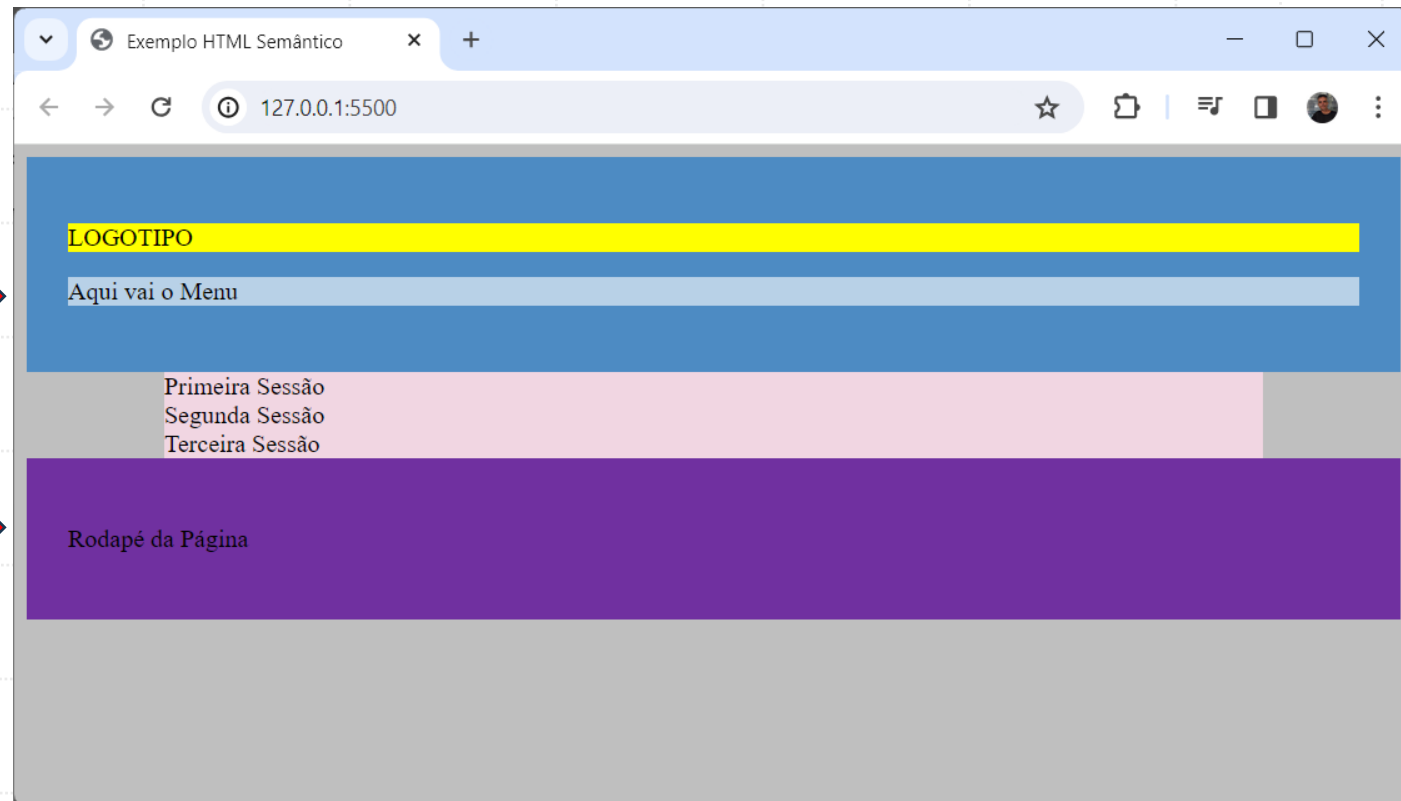 Exemplo HTML Semântico
127.0.0.1:5500
LOGOTIPO
Aqui vai o Menu
Primeira Sessão
Segunda Sessão
Terceira Sessão
Rodapé da Página